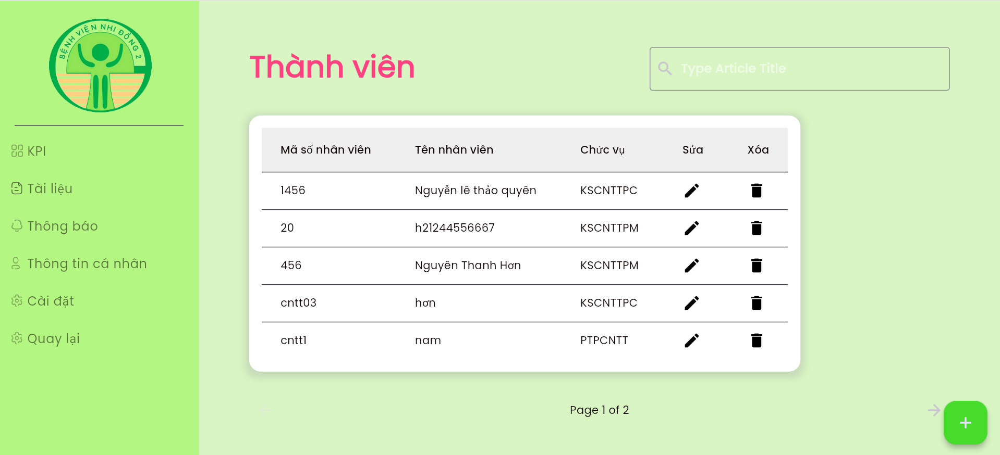 BỆNH VIỆN NHI ĐỒNG 2
KPI
Tài liệu
Thông báo
Thông tin cá nhân
Cài đặt
Quay lại
Thành viên
Type Article Title
Mã số nhân viên Tên nhân viên Chức vụ Sửa Xóa
1456 Nguyễn lê thảo quyên KSCNTTPC
20 h21244556667 KSCNTTPM
456 Nguyên Thanh Hơn KSCNTTPM
cntt03 hơn KSCNTTPC
cntt1 nam PTPCNTT
Page 1 of 2